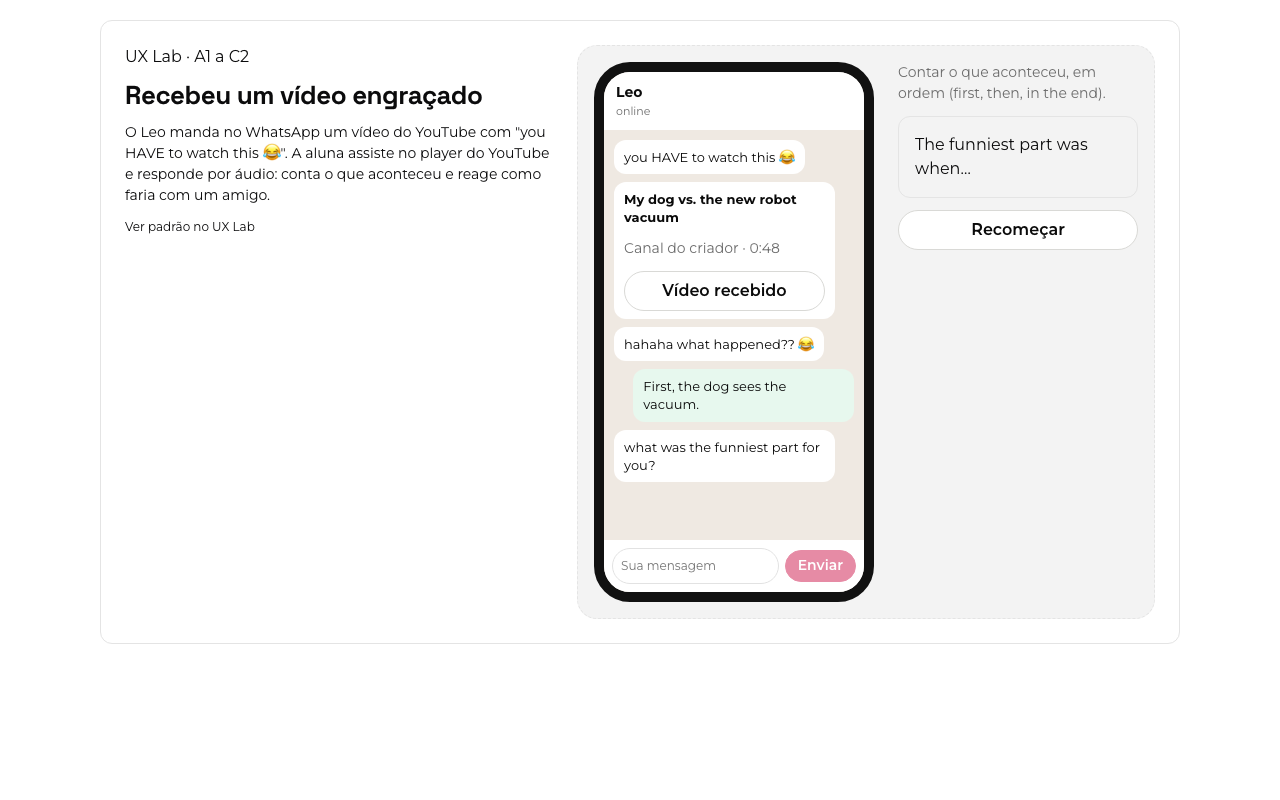 UX Lab · A1 a C2
Recebeu um vídeo engraçado
O Leo manda no WhatsApp um vídeo do YouTube com "you
HAVE to watch this 😂". A aluna assiste no player do YouTube
e responde por áudio: conta o que aconteceu e reage como
faria com um amigo.
Ver padrão no UX Lab
Leo
online
you HAVE to watch this 😂
My dog vs. the new robot
vacuum
Canal do criador · 0:48
Vídeo recebido
hahaha what happened?? 😂
First, the dog sees the
vacuum.
what was the funniest part for
you?
Sua mensagem
Enviar
Contar o que aconteceu, em
ordem (first, then, in the end).
The funniest part was
when…
Recomeçar